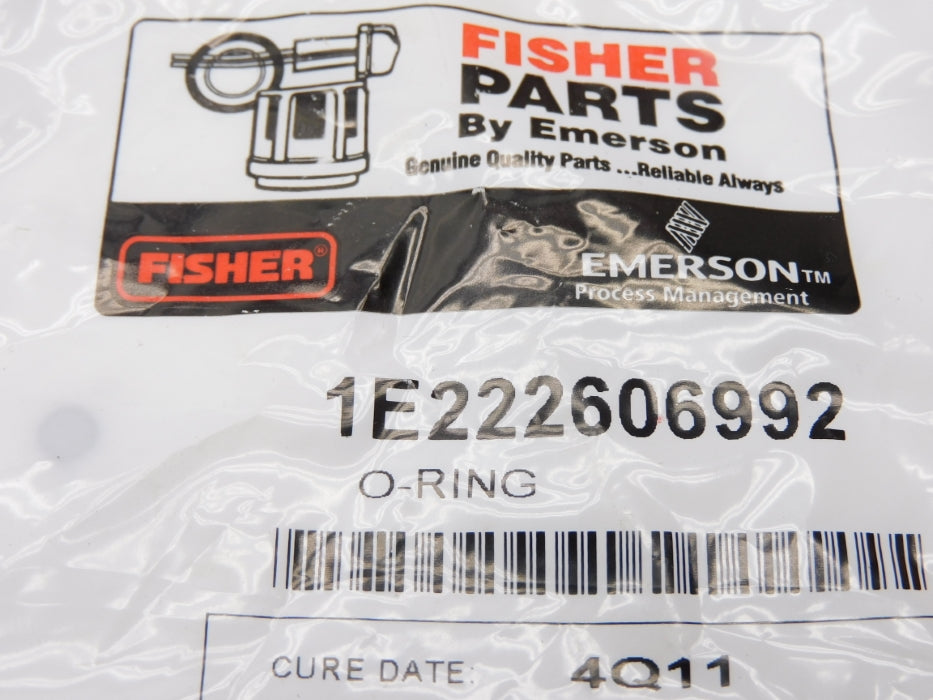 FISHER
PARTS
By Emerson
Genuine Quality Parts ...Reliable Always
FISHER®
EMERSON™
Process Management
1E222606992
O-RING
CURE DATE: 4Q11